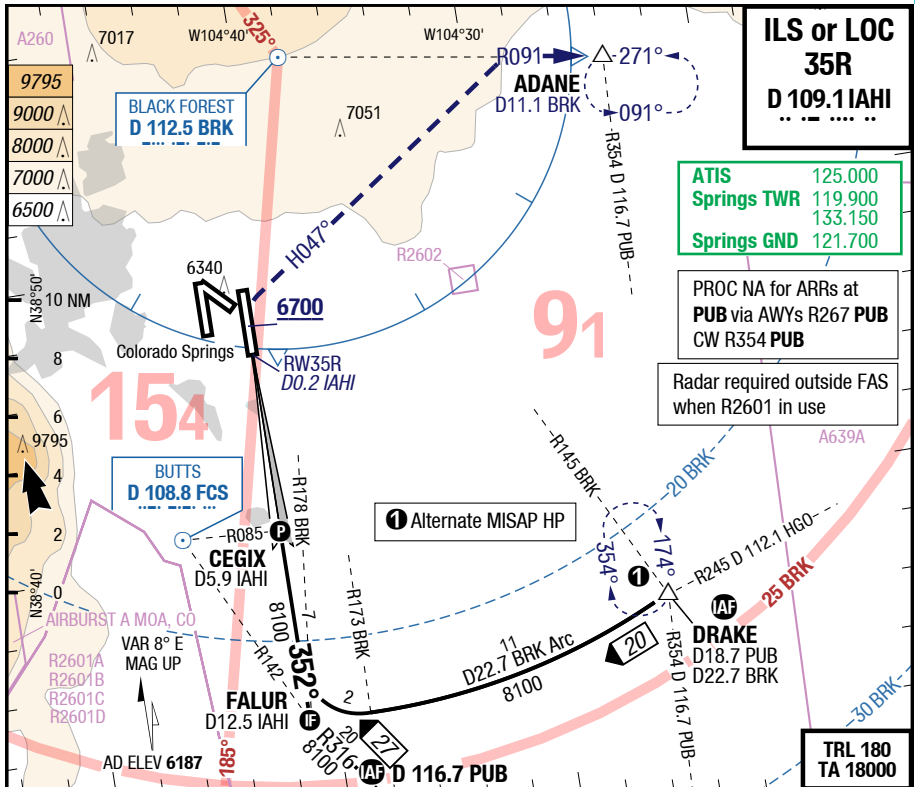 A260
7017
W104°40'
325°
W104°30'
ILS or LOC
35R
D 109.1 IAHI
9795
9000
8000
7000
6500
BLACK FOREST
D 112.5 BRK
7051
R091
ADANE
D11.1 BRK
271°
091°
R354 D 116.7 PUB
ATIS 125.000
Springs TWR 119.900
133.150
Springs GND 121.700
H047°
R2602
N38°50'
10 NM
8
6
4
2
0
6340
6700
Colorado Springs
RW35R
D0.2 IAHI
91
154
PROC NA for ARRs at
PUB via AWYs R267 PUB
CW R354 PUB
Radar required outside FAS
when R2601 in use
A639A
9795
BUTTS
D 108.8 FCS
R085
P
CEGIX
D5.9 IAHI
R178 BRK
1 Alternate MISAP HP
R145 BRK
20 BRK
354°
174°
1
R245 D 112.1 HGO
IAF
25 BRK
DRAKE
D18.7 PUB
D22.7 BRK
N38°40'
AIRBURST A MOA, CO
R2601A
R2601B
R2601C
R2601D
VAR 8° E
MAG UP
R142
8100
352°
7
R173 BRK
11
D22.7 BRK Arc
8100
20
R354 D 116.7 PUB
30 BRK
FALUR
D12.5 IAHI
IF
2
20
R316
8100
27
IAF
D 116.7 PUB
185°
AD ELEV 6187
TRL 180
TA 18000